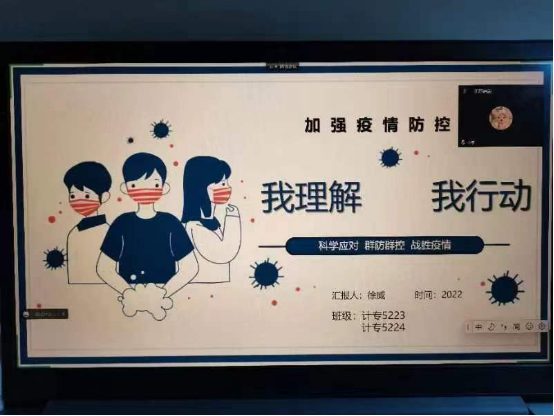 加强疫情防控
我理解 我行动
科学应对 群防群控 战胜疫情
汇报人：徐威 时间：2022
班级：计专5223
计专5224
中 简